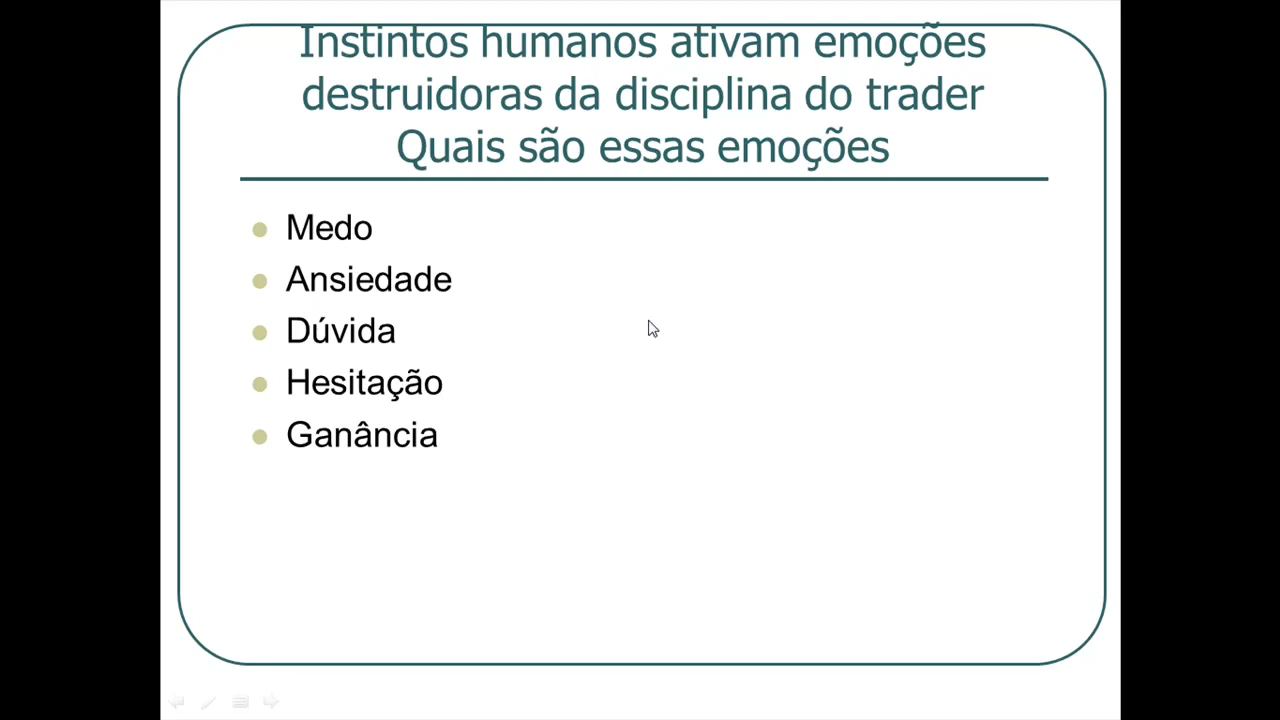 Instintos humanos ativam emoções
destruidoras da disciplina do trader
Quais são essas emoções
Medo
Ansiedade
Dúvida
Hesitação
Ganância